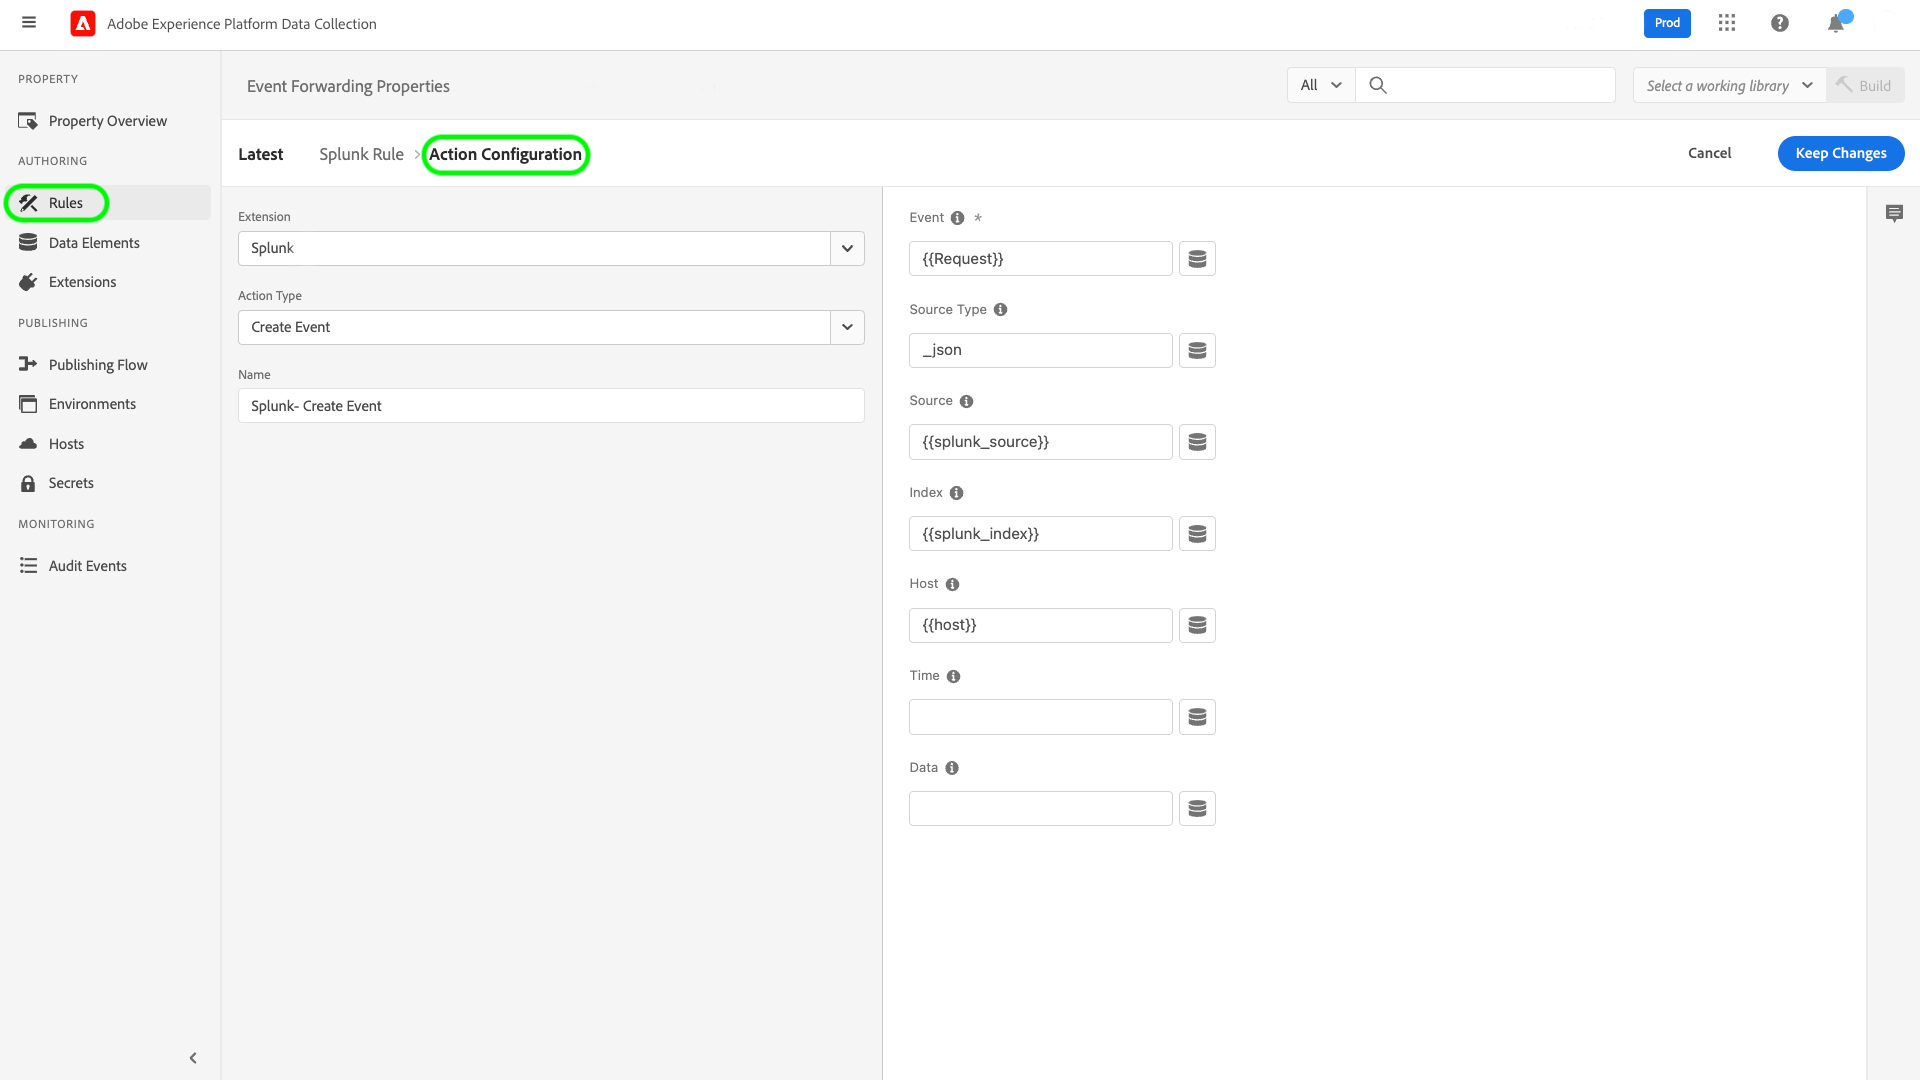 Adobe Experience Platform Data Collection
Prod
PROPERTY
Property Overview
AUTHORING
Rules
Data Elements
Extensions
PUBLISHING
Publishing Flow
Environments
Hosts
Secrets
MONITORING
Audit Events
Event Forwarding Properties
All
Select a working library
Build
Latest
Splunk Rule
Action Configuration
Cancel
Keep Changes
Extension
Splunk
Action Type
Create Event
Name
Splunk- Create Event
Event *
{{Request}}
Source Type
_json
Source
{{splunk_source}}
Index
{{splunk_index}}
Host
{{host}}
Time
Data